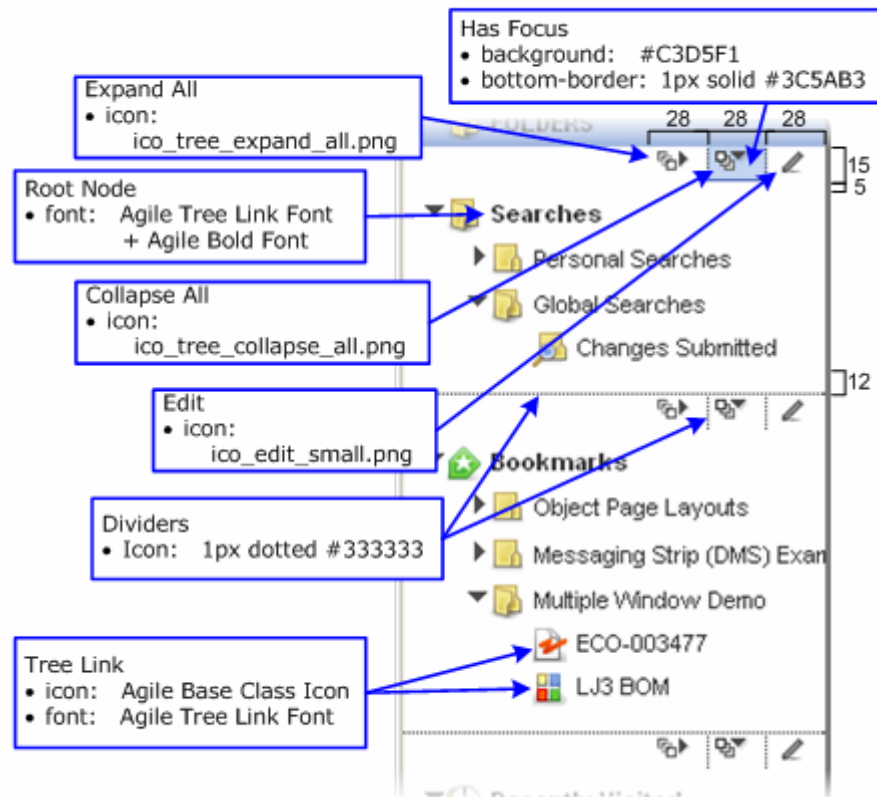 Has Focus
• background: #C3D5F1
• bottom-border: 1px solid #3C5AB3
Expand All
• icon:
ico_tree_expand_all.png
FOLDERS
28 28 28
15
5
Root Node
• font: Agile Tree Link Font
+ Agile Bold Font
Searches
Personal Searches
Collapse All
• icon:
ico_tree_collapse_all.png
Global Searches
Changes Submitted
12
Edit
• icon:
ico_edit_small.png
Bookmarks
Object Page Layouts
Dividers
• Icon: 1px dotted #333333
Messaging Strip (DMS) Exam
Multiple Window Demo
ECO-003477
Tree Link
• icon: Agile Base Class Icon
• font: Agile Tree Link Font
LJ3 BOM
Recently Visited